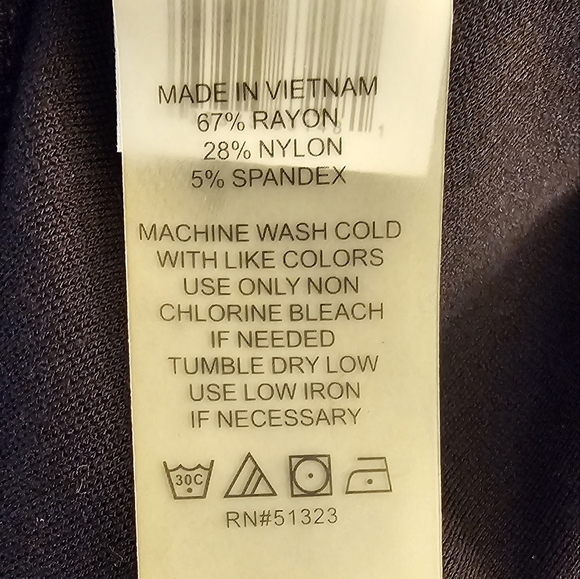 MADE IN VIETNAM
67% RAYON
28% NYLON
5% SPANDEX
MACHINE WASH COLD
WITH LIKE COLORS
USE ONLY NON
CHLORINE BLEACH
IF NEEDED
TUMBLE DRY LOW
USE LOW IRON
IF NECESSARY
30C
RN#51323